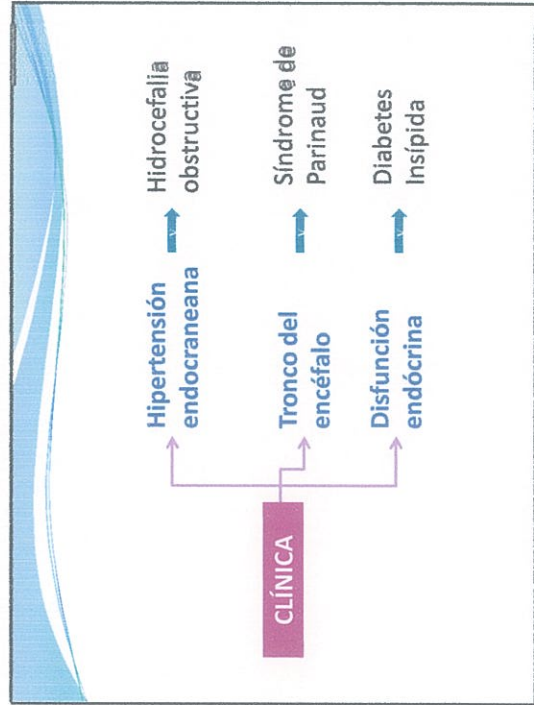 CLÍNICA
Hipertensión
endocraneana
Hidrocefalia
obstructiva
Tronco del
encéfalo
Síndrome de
Parinaud
Disfunción
endócrina
Diabetes
Insípida